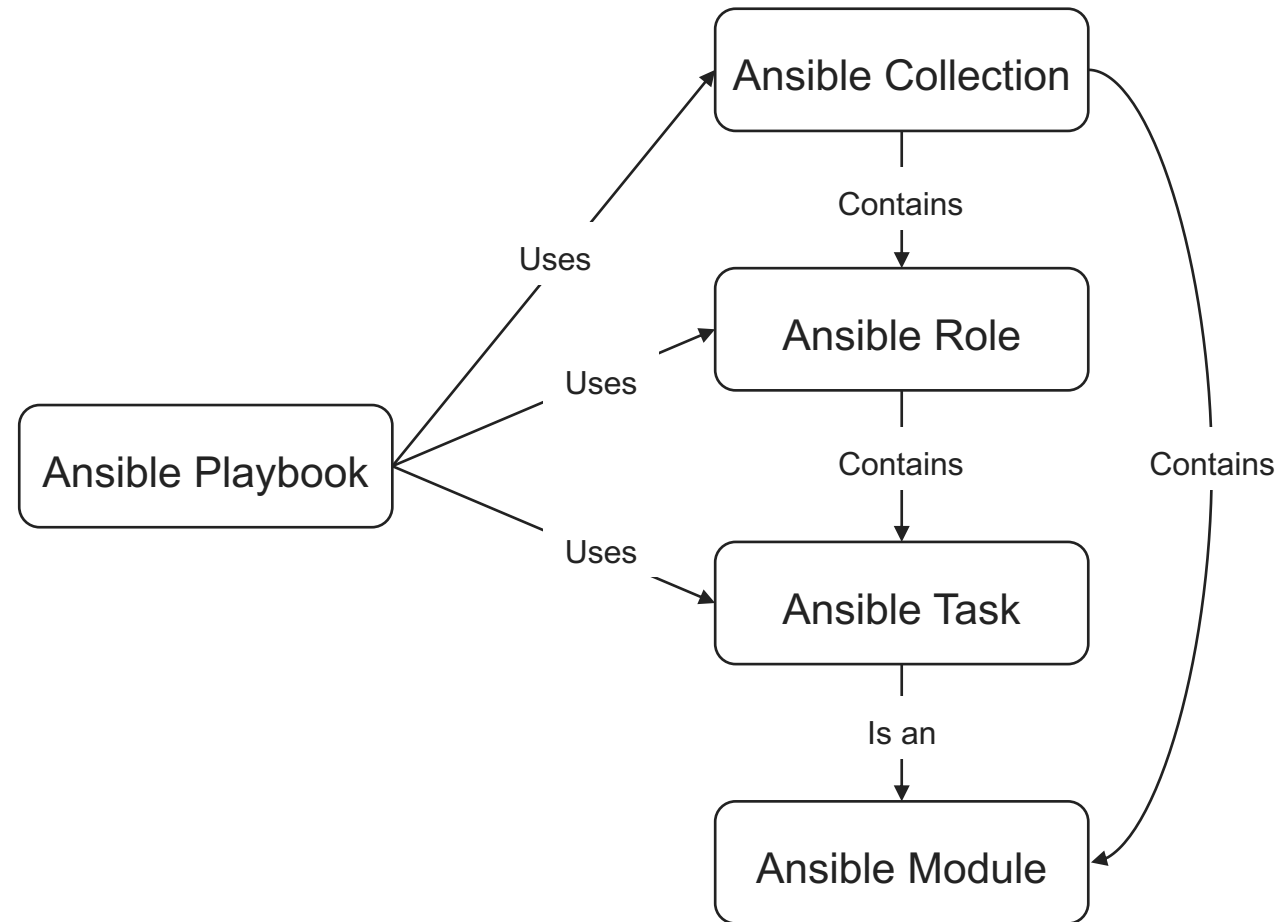 Ansible Collection
Contains
Uses
Ansible Role
Uses
Ansible Playbook
Contains
Contains
Uses
Ansible Task
Is an
Ansible Module